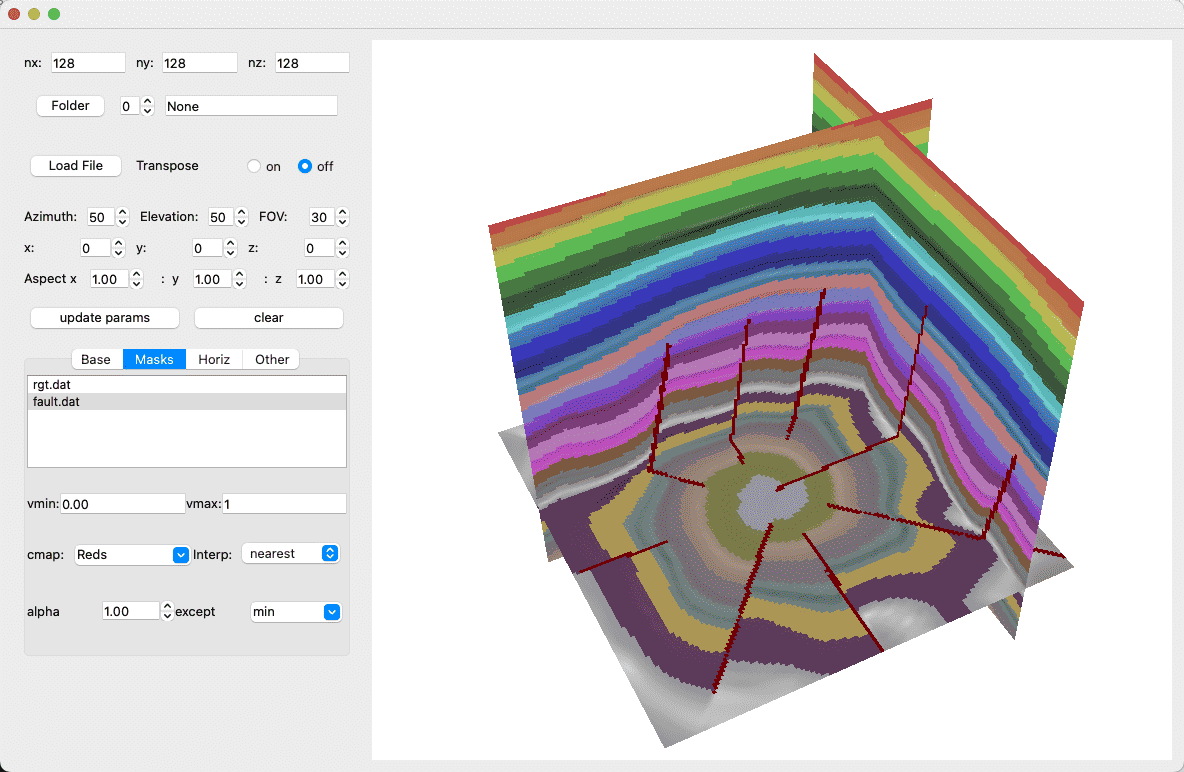 nx: 128 ny: 128 nz: 128
Folder 0 None
Load File Transpose on off
Azimuth: 50 Elevation: 50 FOV: 30
x: 0 y: 0 z: 0
Aspect x 1.00 y 1.00 : z 1.00
update params clear
Base Masks Horiz Other
rgt.dat
fault.dat
vmin: 0.00 vmax: 1
cmap: Reds Interp: nearest
alpha 1.00 except min